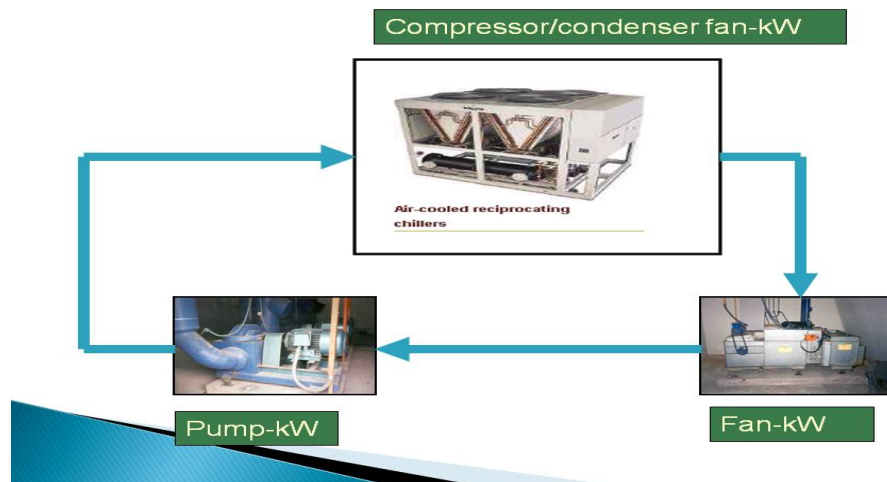 Compressor/condenser fan-kW
Air-cooled reciprocating
chillers
Pump-kW
Fan-kW